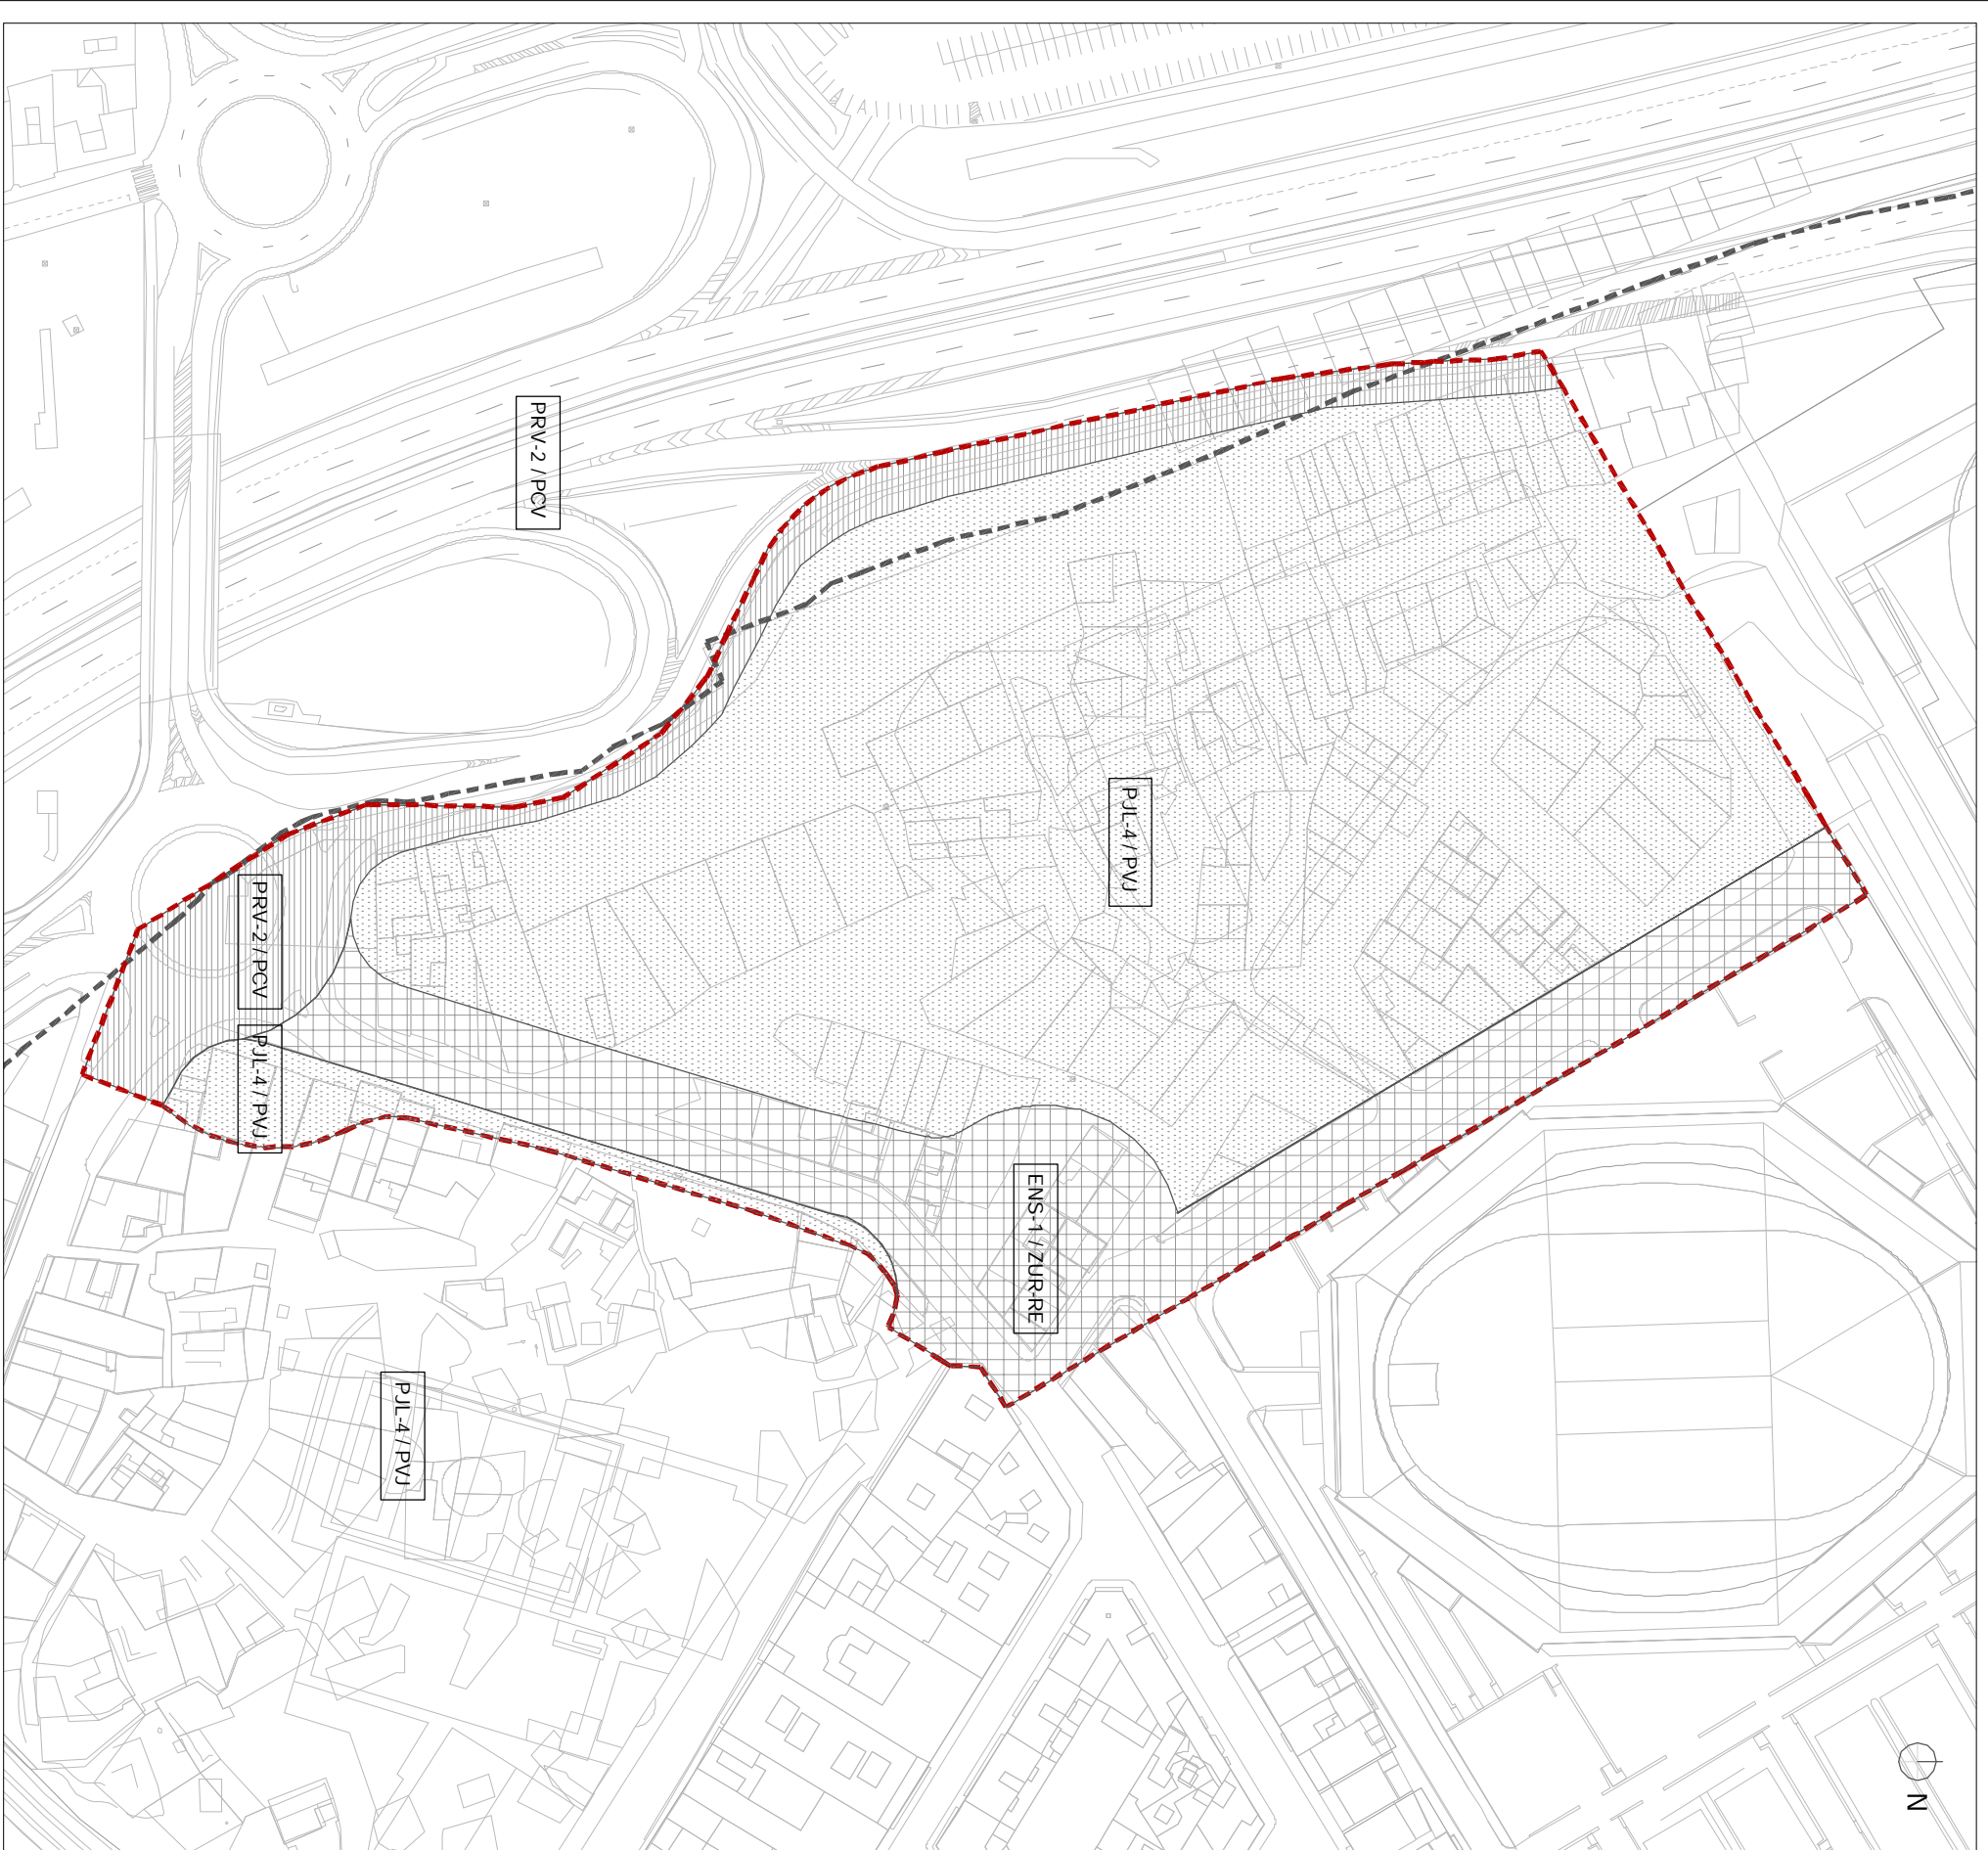 PRV-2 / PCV
PJL-4 / PVJ
PRV-2 / PCV
PJL-4 / PVJ
ENS-1 / ZUR-RE
PJL-4 / PVJ
N